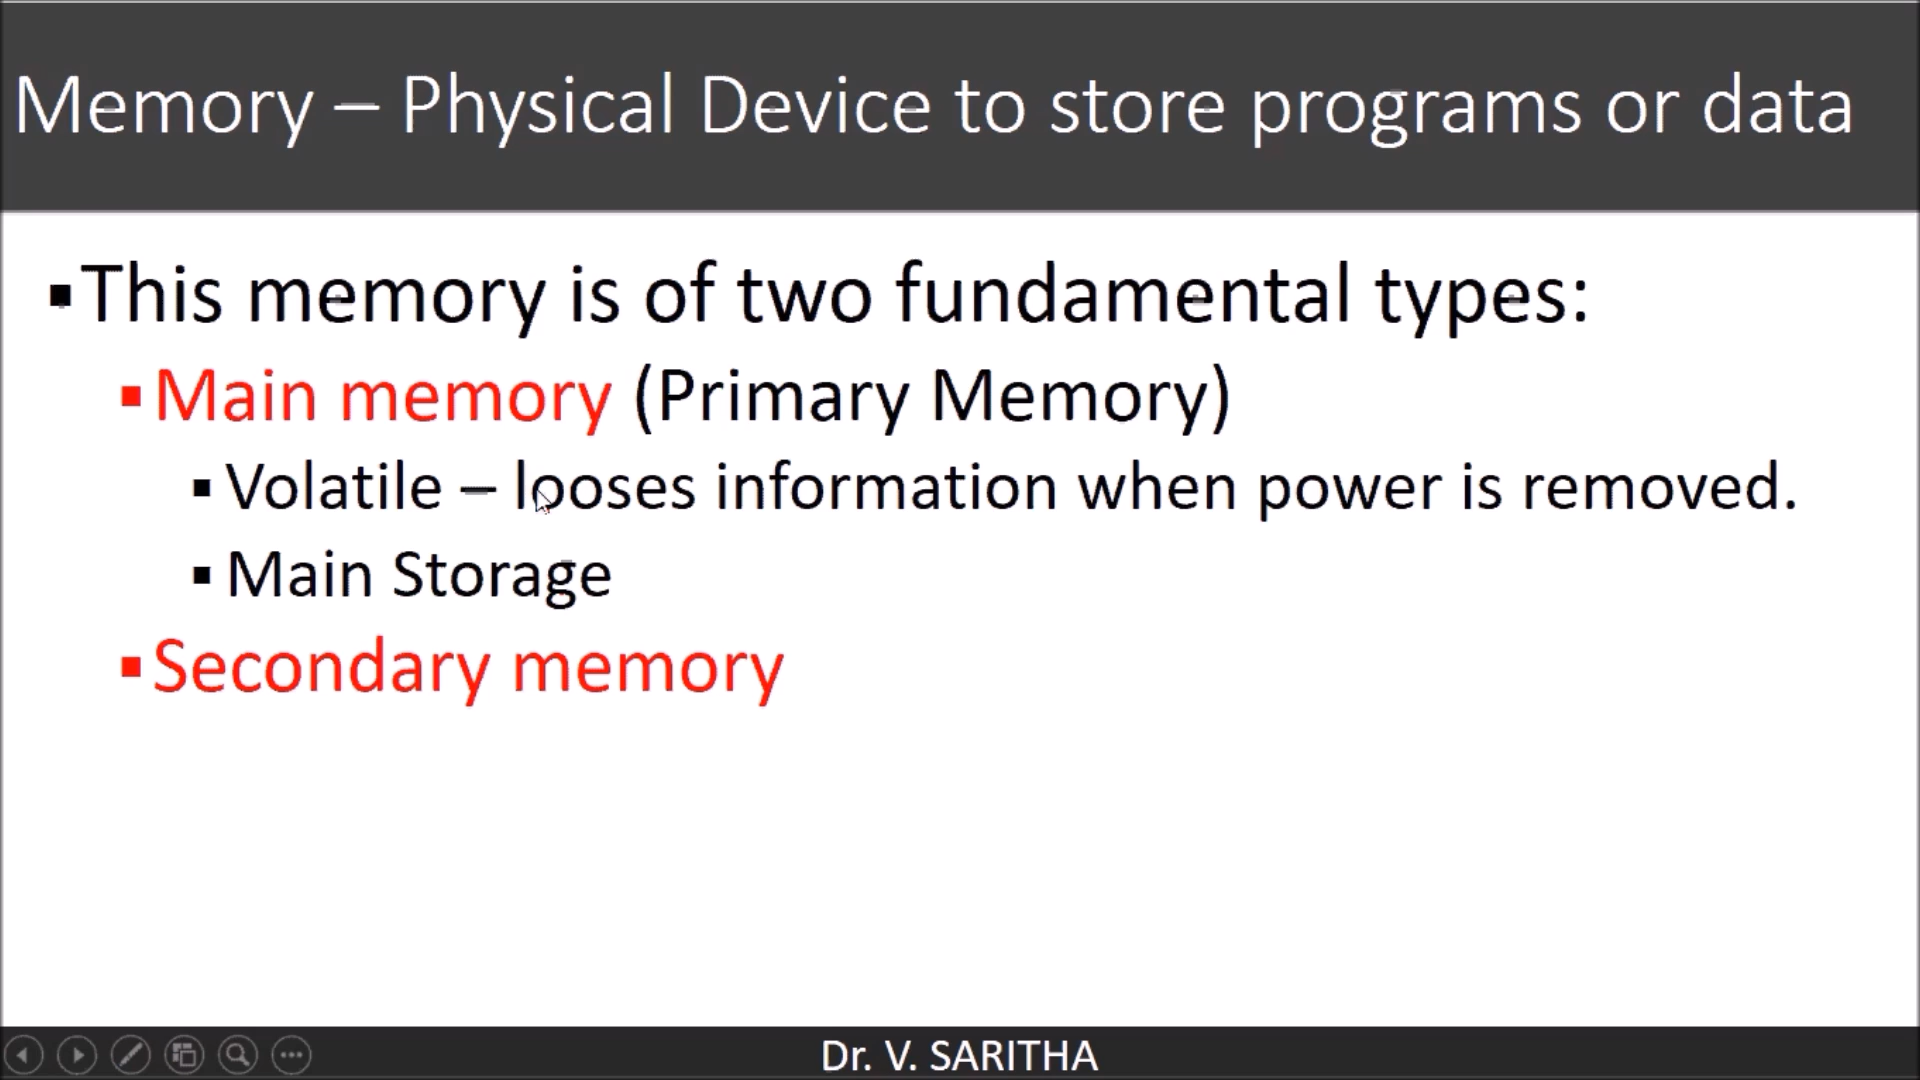 Memory – Physical Device to store programs or data
▪This memory is of two fundamental types:
▪Main memory (Primary Memory)
▪Volatile – looses information when power is removed.
▪Main Storage
▪Secondary memory
Dr. V. SARITHA